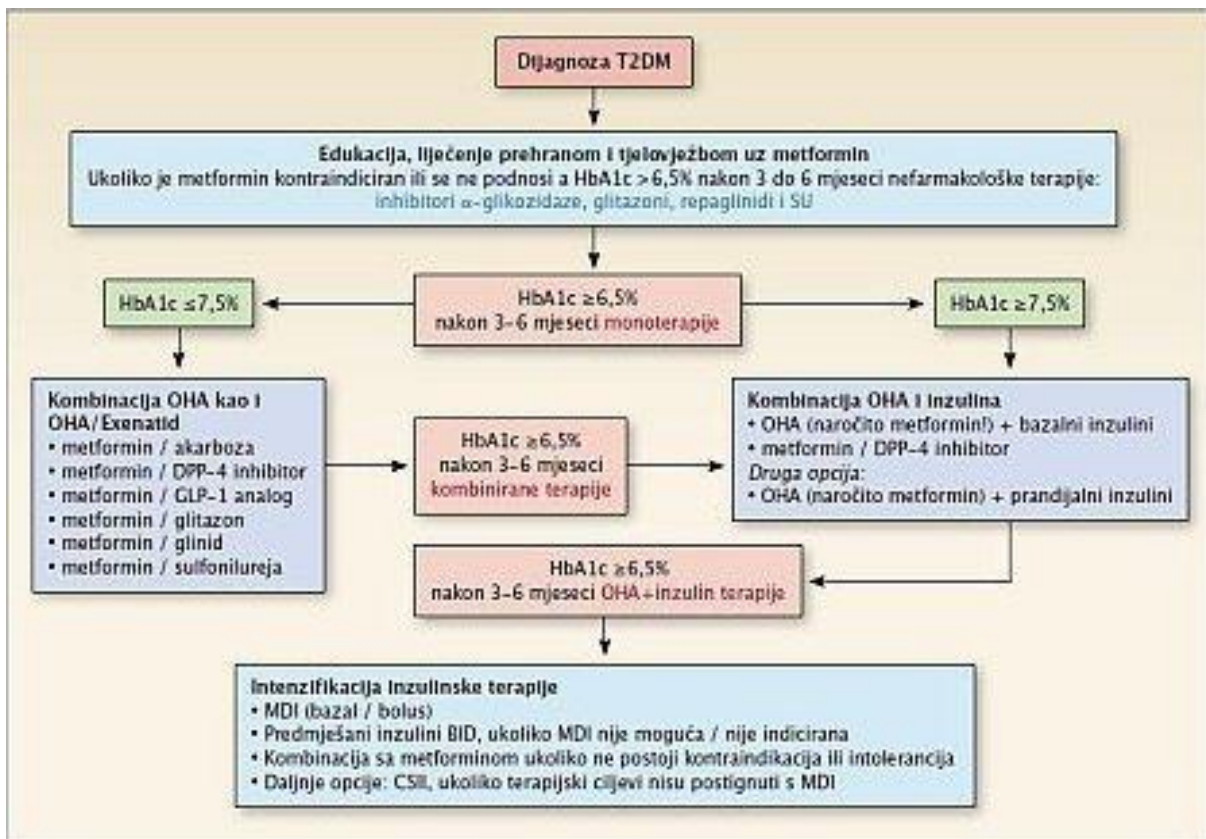 Dijagnoza T2DM
Edukacija, liječenje prehranom i tjelovježbom uz metformin
Ukoliko je metformin kontraindiciran ili se ne podnosi a HbA1c >6,5% nakon 3 do 6 mjeseci nefarmakološke terapije:
inhibitori α-glikozidaze, glitazoni, repaglinidi i SU
HbA1c ≤7,5%
HbA1c ≥6,5%
nakon 3-6 mjeseci monoterapije
HbA1c ≥7,5%
Kombinacija OHA kao i
OHA/Exenatid
• metformin / akarboza
• metformin / DPP-4 inhibitor
• metformin / GLP-1 analog
• metformin / glitazon
• metformin / glinid
• metformin / sulfonilureja
HbA1c ≥6,5%
nakon 3-6 mjeseci
kombinirane terapije
Kombinacija OHA i inzulina
• OHA (naročito metformin!) + bazalni inzulini
• metformin / DPP-4 inhibitor
Druga opcija:
• OHA (naročito metformin) + prandijalni inzulini
HbA1c ≥6,5%
nakon 3-6 mjeseci OHA+inzulin terapije
Intenzifikacija inzulinske terapije
• MDI (bazal / bolus)
• Predmješani inzulini BID, ukoliko MDI nije moguća / nije indicirana
• Kombinacija sa metforminom ukoliko ne postoji kontraindikacija ili intolerancija
• Daljnje opcije: CSII, ukoliko terapijski ciljevi nisu postignuti s MDI